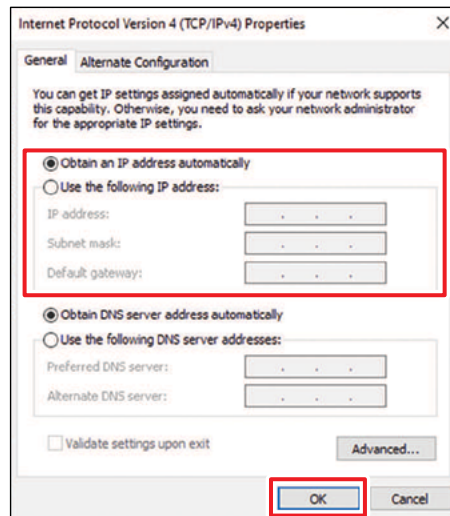 Internet Protocol Version 4 (TCP/IPv4) Properties
General Alternate Configuration
You can get IP settings assigned automatically if your network supports
this capability. Otherwise, you need to ask your network administrator
for the appropriate IP settings.
Obtain an IP address automatically
Use the following IP address:
IP address:
Subnet mask:
Default gateway:
Obtain DNS server address automatically
Use the following DNS server addresses:
Preferred DNS server:
Alternate DNS server:
Validate settings upon exit
Advanced...
OK Cancel